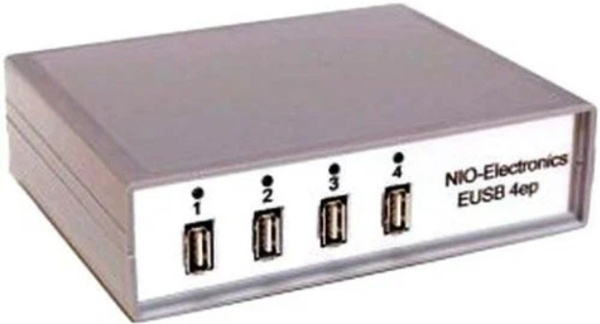 1 2 3 4
NIO-Electronics
EUSB 4ep